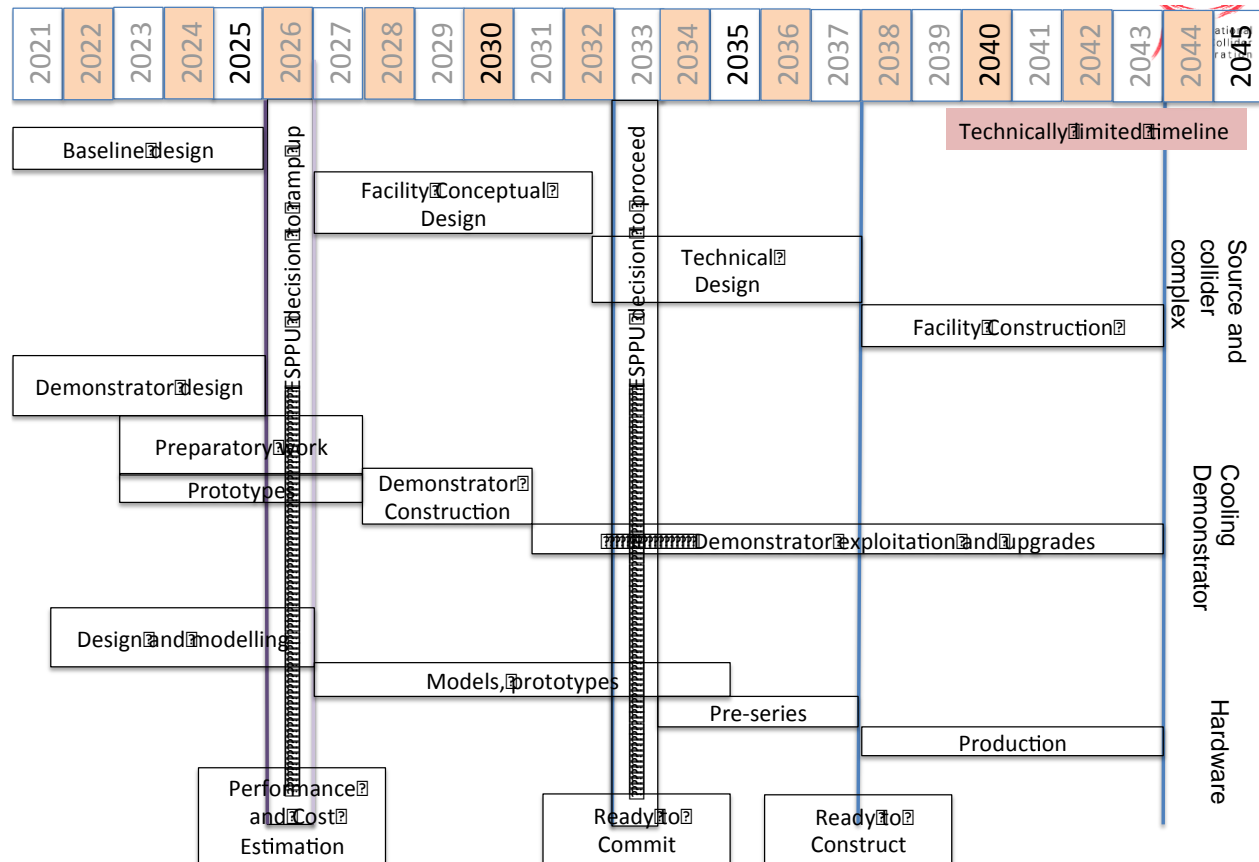 2021 2022 2023 2024 2025 2026 2027 2028 2029 2030 2031 2032 2033 2034 2035 2036 2037 2038 2039 2040 2041 2042 2043 2044 2045
Technically limited timeline
Baseline design
Facility Conceptual
Design
Technical
Design
Facility Construction
Source and
collider
complex
ESPPU decision to ramp up
ESPPU decision to proceed
Demonstrator design
Preparatory work
Prototypes
Demonstrator
Construction
Demonstrator exploitation and upgrades
Cooling
Demonstrator
Design and modelling
Models, prototypes
Pre-series
Production
Hardware
Performance
and Cost
Estimation
Ready to
Commit
Ready to
Construct